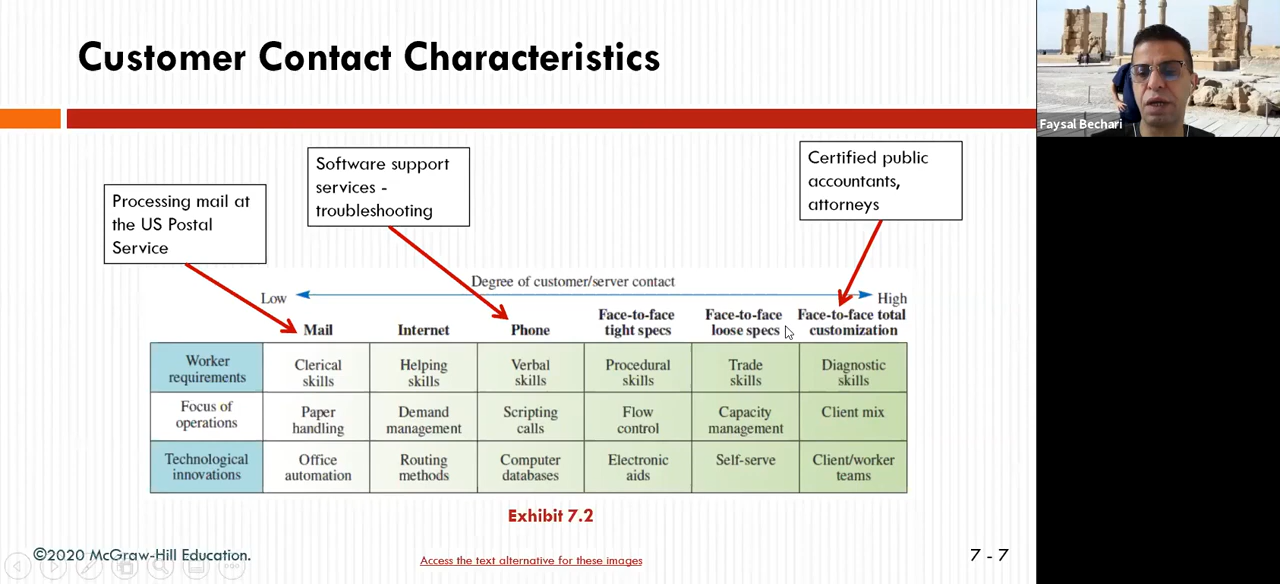 Customer Contact Characteristics
Faysal Bechari
Processing mail at
the US Postal
Service
Software support
services -
troubleshooting
Certified public
accountants,
attorneys
Degree of customer/server contact
Low
High
Mail
Internet
Phone
Face-to-face
tight specs
Face-to-face
loose specs
Face-to-face total
customization
Worker
requirements
Clerical
skills
Helping
skills
Verbal
skills
Procedural
skills
Trade
skills
Diagnostic
skills
Focus of
operations
Paper
handling
Demand
management
Scripting
calls
Flow
control
Capacity
management
Client mix
Technological
innovations
Office
automation
Routing
methods
Computer
databases
Electronic
aids
Self-serve
Client/worker
teams
Exhibit 7.2
©2020 McGraw-Hill Education.
Access the text alternative for these images
7 - 7